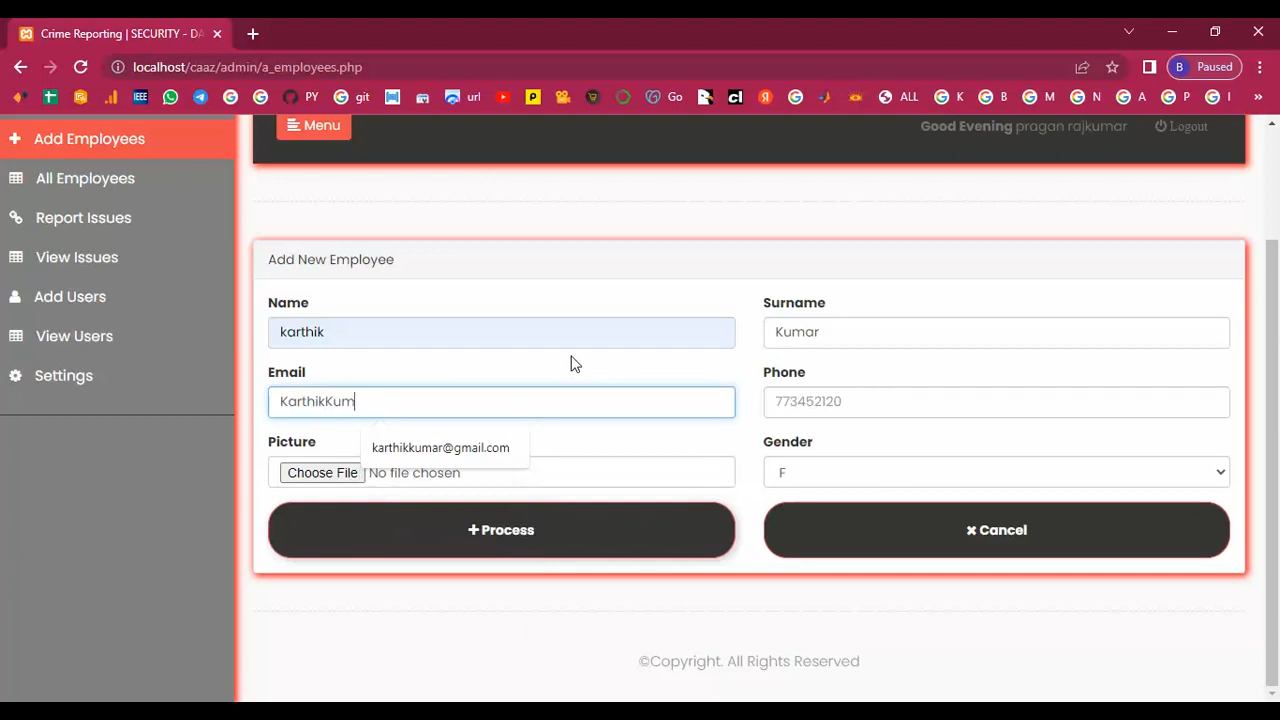 Crime Reporting | SECURITY - DA
localhost/caaz/admin/a_employees.php
B Paused
IEEE PY git url Go ALL K B M N A P I »
Add Employees
All Employees
Report Issues
View Issues
Add Users
View Users
Settings
Menu
Good Evening pragan rajkumar
Logout
Add New Employee
Name
karthik
Surname
Kumar
Email
KarthikKum
karthikkumar@gmail.com
Phone
773452120
Picture
Choose File No file chosen
Gender
F
Process
Cancel
©Copyright. All Rights Reserved